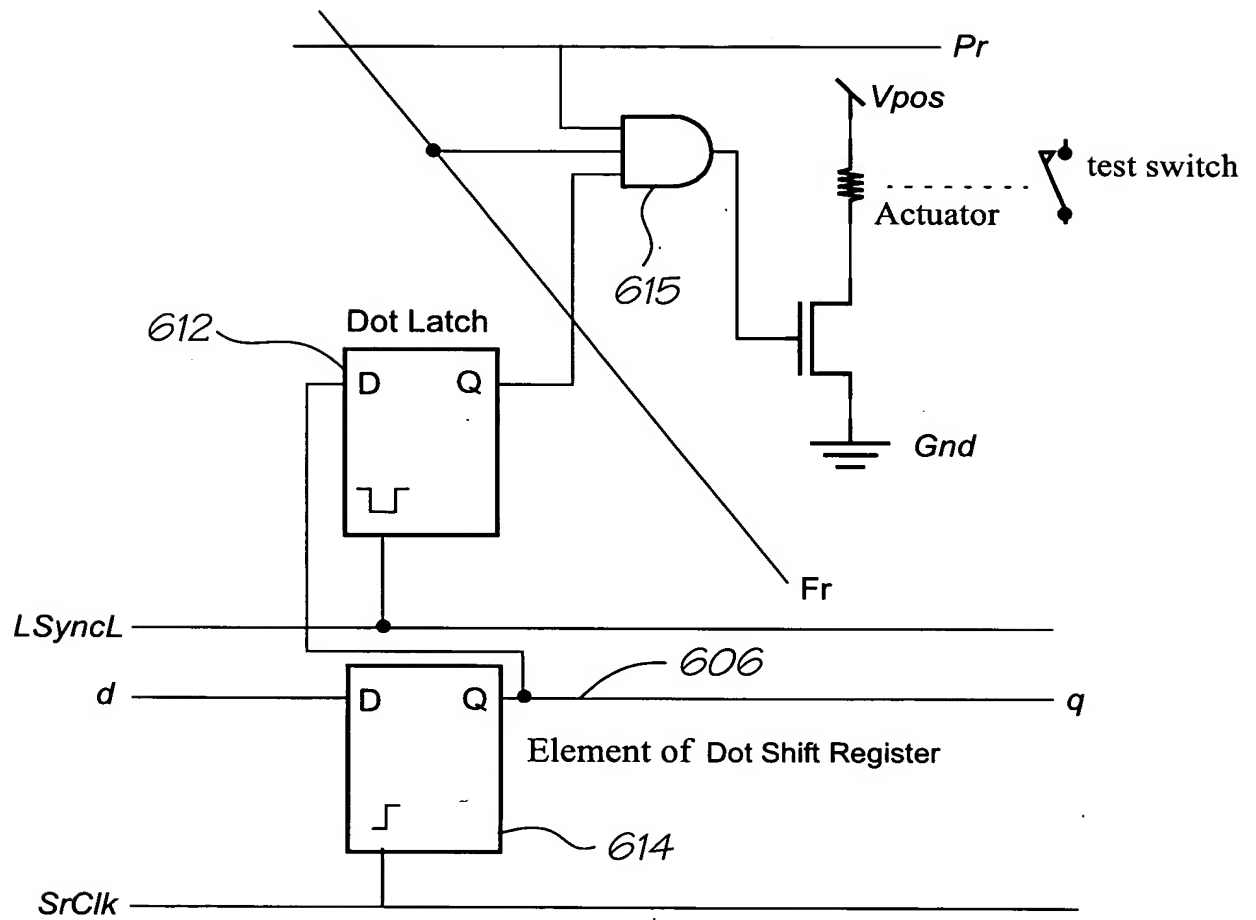 Pr
Vpos
test switch
Actuator
615
612
Dot Latch
D Q
Gnd
Fr
LSyncL
606
d
D Q
q
Element of Dot Shift Register
614
SrClk